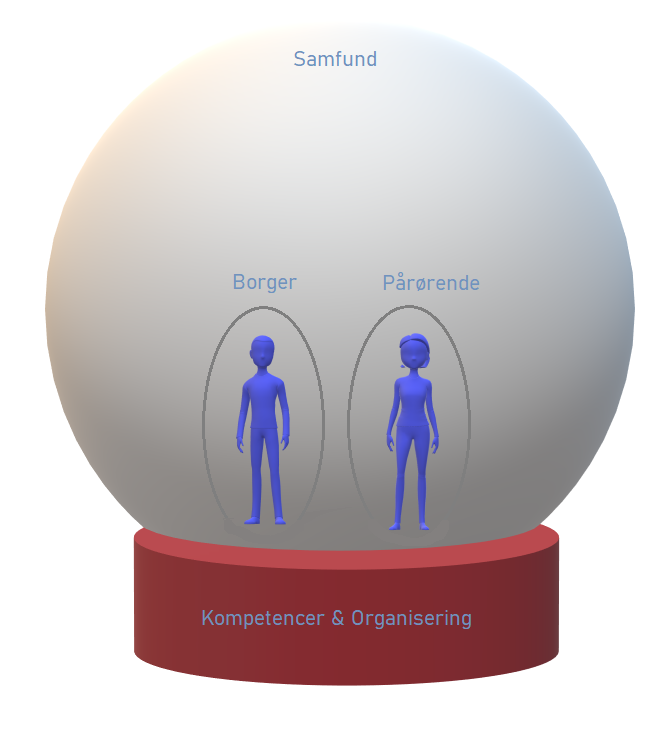 Samfund
Borger
Pårørende
Kompetencer & Organisering